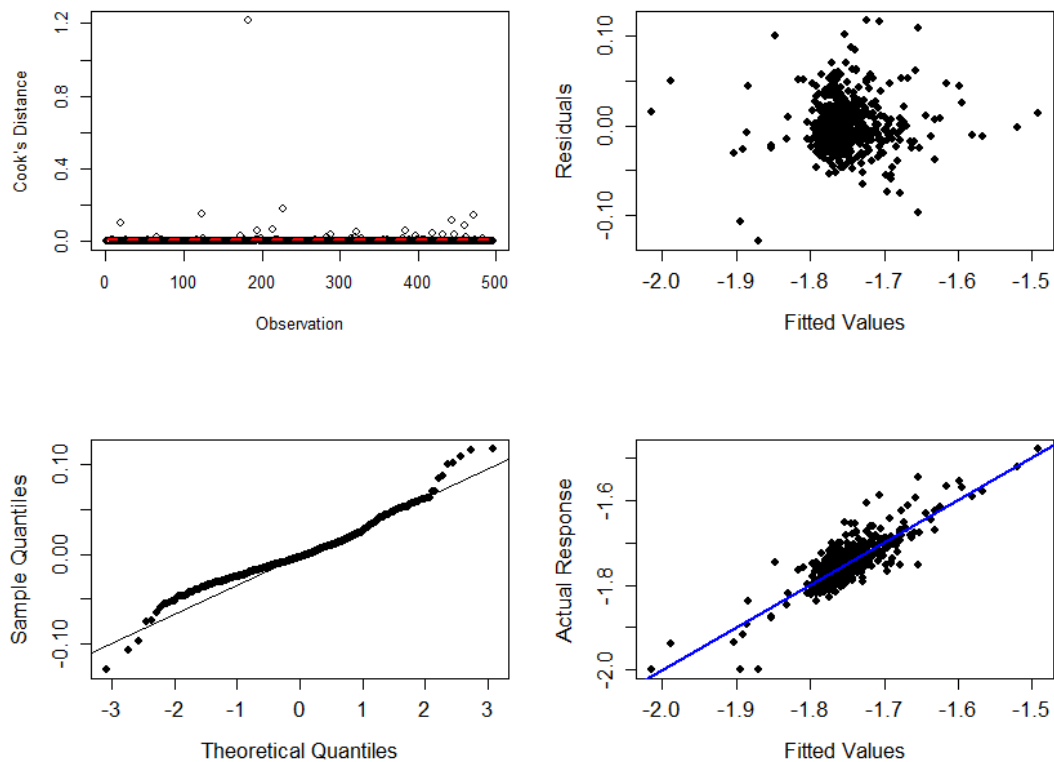 Cook's Distance
0.0
0.4
0.8
1.2
0 100 200 300 400 500
Observation
Residuals
-0.10
0.00
0.10
-2.0 -1.9 -1.8 -1.7 -1.6 -1.5
Fitted Values
Sample Quantiles
-0.10
0.00
0.10
-3 -2 -1 0 1 2 3
Theoretical Quantiles
Actual Response
-2.0
-1.8
-1.6
-2.0 -1.9 -1.8 -1.7 -1.6 -1.5
Fitted Values